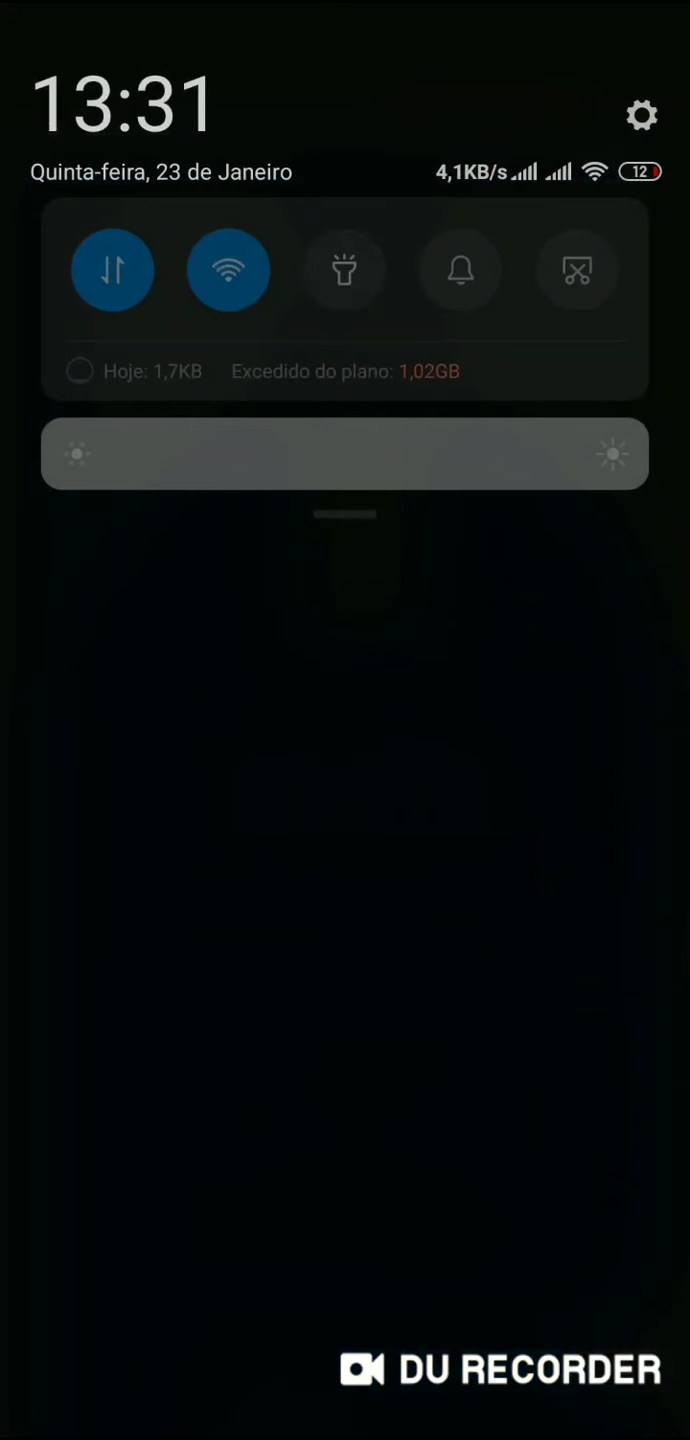 13:31
Quinta-feira, 23 de Janeiro 4,1KB/s 12
Hoje: 1,7KB Excedido do plano: 1,02GB
DU RECORDER